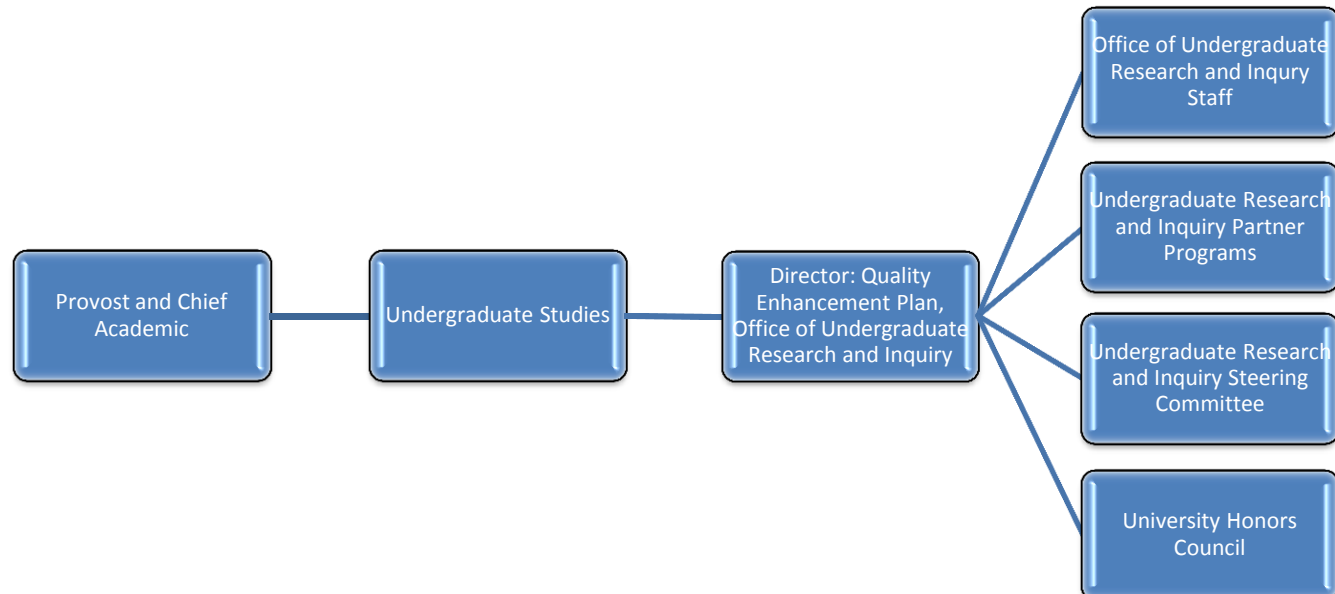 Provost and Chief
Academic
Undergraduate Studies
Director: Quality
Enhancement Plan,
Office of Undergraduate
Research and Inquiry
Office of Undergraduate
Research and Inqury
Staff
Undergraduate Research
and Inquiry Partner
Programs
Undergraduate Research
and Inquiry Steering
Committee
University Honors
Council